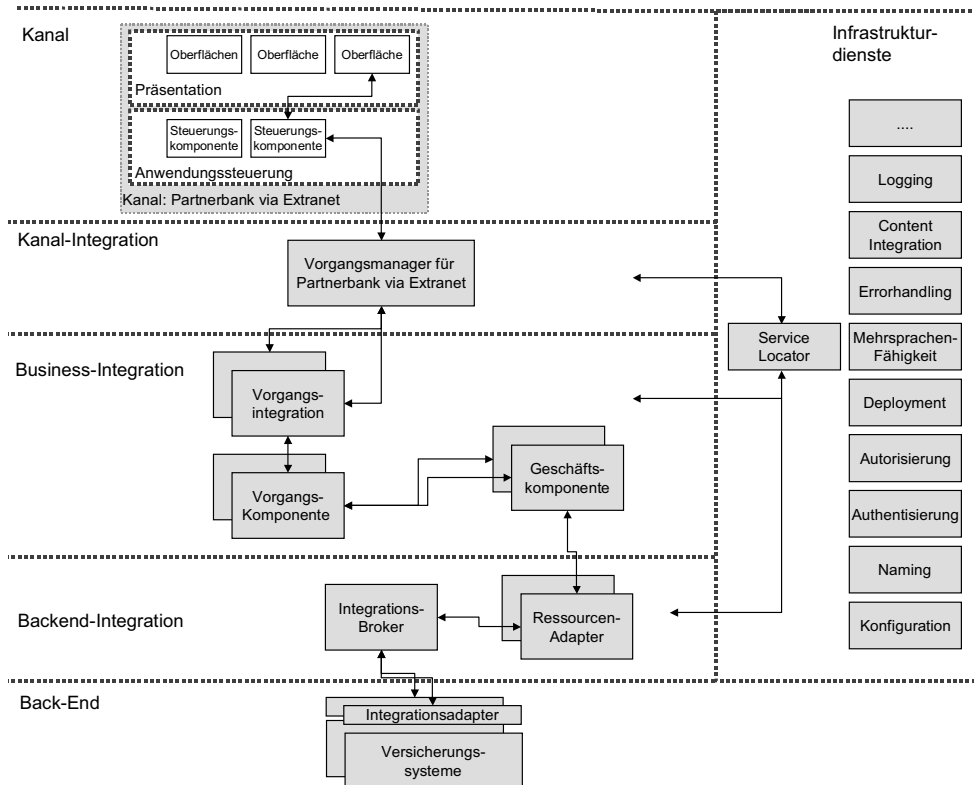 Kanal
Oberflächen
Oberfläche
Oberfläche
Präsentation
Steuerungs-
komponente
Steuerungs-
komponente
Anwendungssteuerung
Kanal: Partnerbank via Extranet
Kanal-Integration
Vorgangsmanager für
Partnerbank via Extranet
Business-Integration
Vorgangs-
integration
Vorgangs-
Komponente
Geschäfts-
komponente
Backend-Integration
Integrations-
Broker
Ressourcen-
Adapter
Back-End
Integrationsadapter
Versicherungs-
systeme
Service
Locator
Infrastruktur-
dienste
....
Logging
Content
Integration
Errorhandling
Mehrsprachen-
Fähigkeit
Deployment
Autorisierung
Authentisierung
Naming
Konfiguration